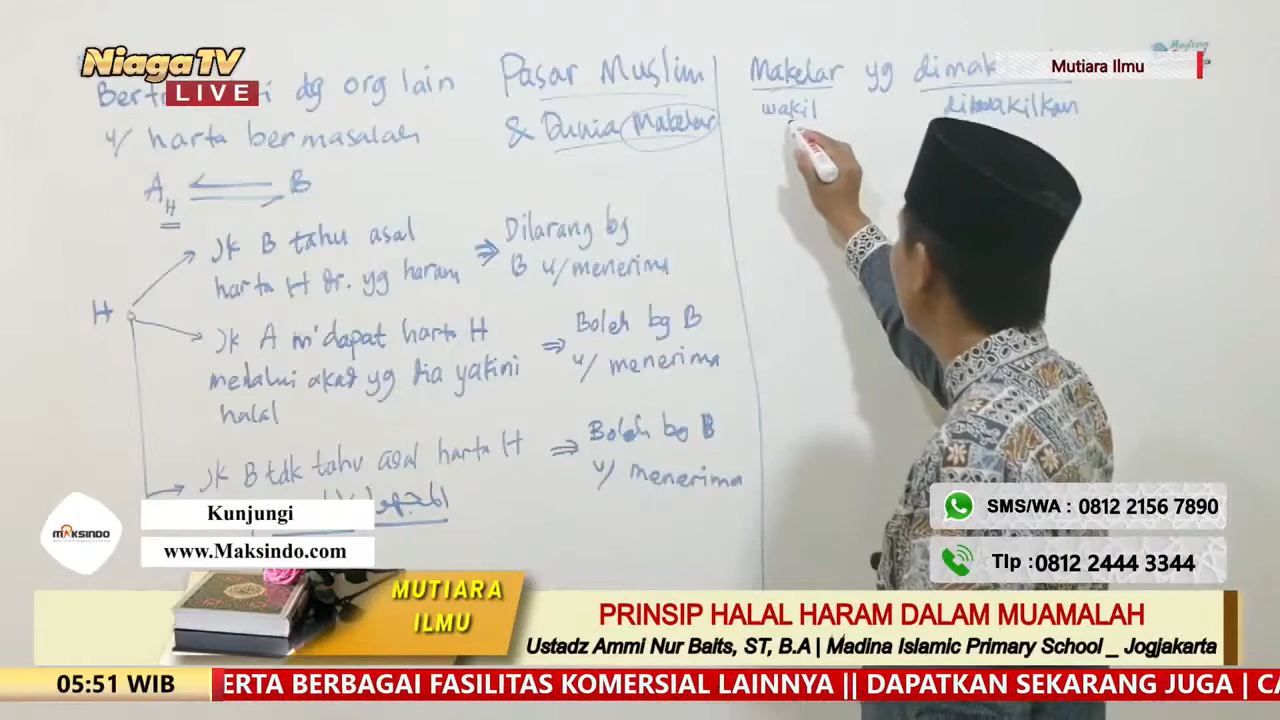 Niaga TV
LIVE
Mutiara Ilmu
dg org lain
u/ harta bermasalah
A H B
H
Jk B tahu asal
harta H dr. yg haram
Dilarang bg
B u/ menerima
Jk A m'dapat harta H
melalui akad yg dia yakini
halal
Boleh bg B
u/ menerima
Jk B tdk tahu asal harta H
Boleh bg B
u/ menerima
Pasar Muslim
& Dunia Makelar
Makelar yg
wakil
diwakilkan
MAKSINDO
Kunjungi
www.Maksindo.com
SMS/WA : 0812 2156 7890
Tlp : 0812 2444 3344
MUTIARA
ILMU
PRINSIP HALAL HARAM DALAM MUAMALAH
Ustadz Ammi Nur Baits, ST, B.A | Madina Islamic Primary School _ Jogjakarta
05:51 WIB
ERTA BERBAGAI FASILITAS KOMERSIAL LAINNYA || DAPATKAN SEKARANG JUGA | CA